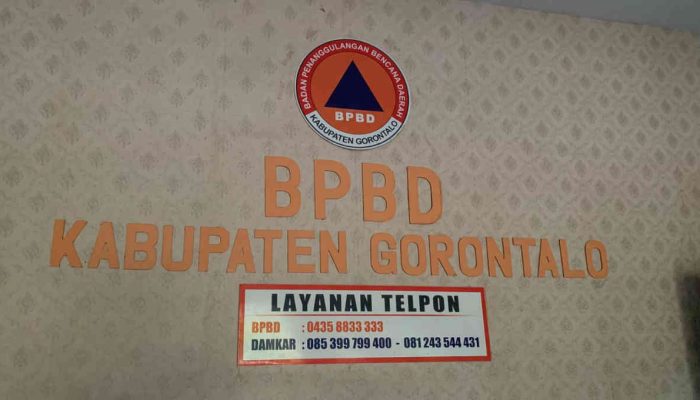 BADAN PENANGGULANGAN BENCANA DAERAH
BPBD
KABUPATEN GORONTALO
BPBD
KABUPATEN GORONTALO
LAYANAN TELPON
BPBD : 0435 8833 333
DAMKAR : 085 399 799 400 - 081 243 544 431